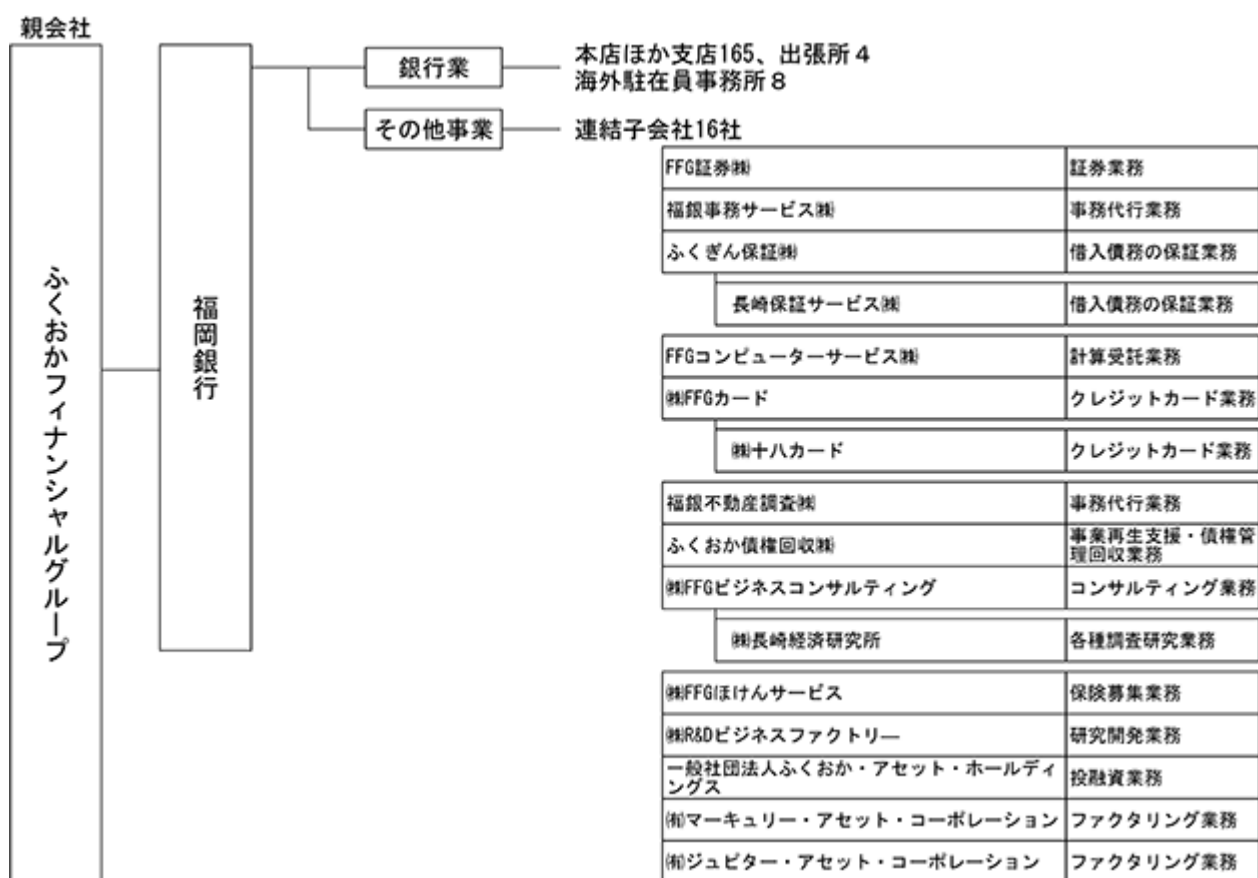 親会社
ふくおかフィナンシャルグループ
福岡銀行
銀行業
本店ほか支店165、出張所4
海外駐在員事務所8
その他事業
連結子会社16社
FFG証券㈱ 証券業務
福銀事務サービス㈱ 事務代行業務
ふくぎん保証㈱ 借入債務の保証業務
長崎保証サービス㈱ 借入債務の保証業務
FFGコンピューターサービス㈱ 計算受託業務
㈱FFGカード クレジットカード業務
㈱十八カード クレジットカード業務
福銀不動産調査㈱ 事務代行業務
ふくおか債権回収㈱ 事業再生支援・債権管
理回収業務
㈱FFGビジネスコンサルティング コンサルティング業務
㈱長崎経済研究所 各種調査研究業務
㈱FFGほけんサービス 保険募集業務
㈱R&Dビジネスファクトリ― 研究開発業務
一般社団法人ふくおか・アセット・ホールディ
ングス 投融資業務
㈲マーキュリー・アセット・コーポレーション ファクタリング業務
㈲ジュピター・アセット・コーポレーション ファクタリング業務